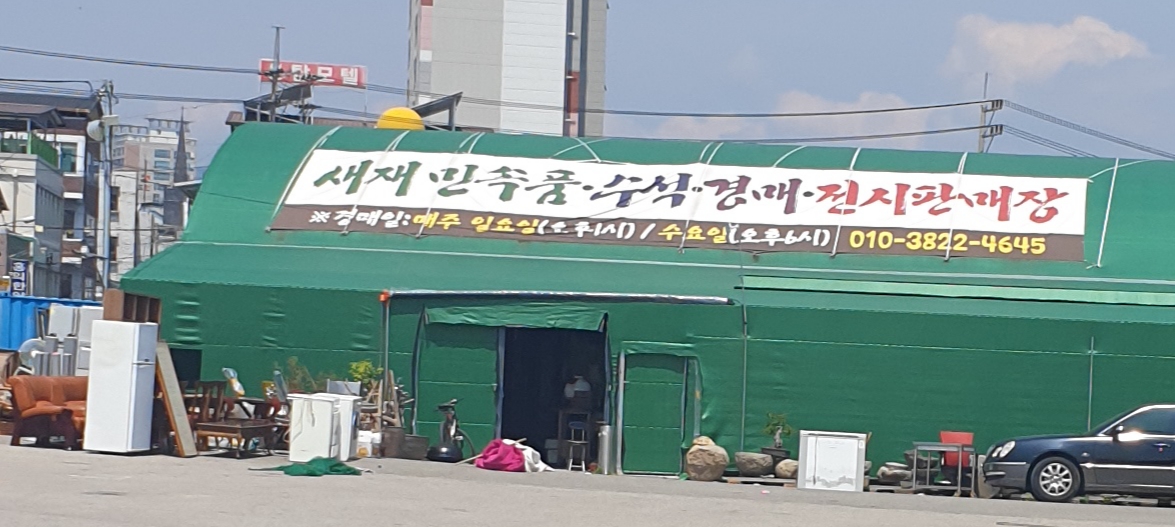 탄모텔
새재·민속품·수석·경매·전시판매장
※경매일:매주 일요일(오후1시) / 수요일(오후6시) 010-3822-4645